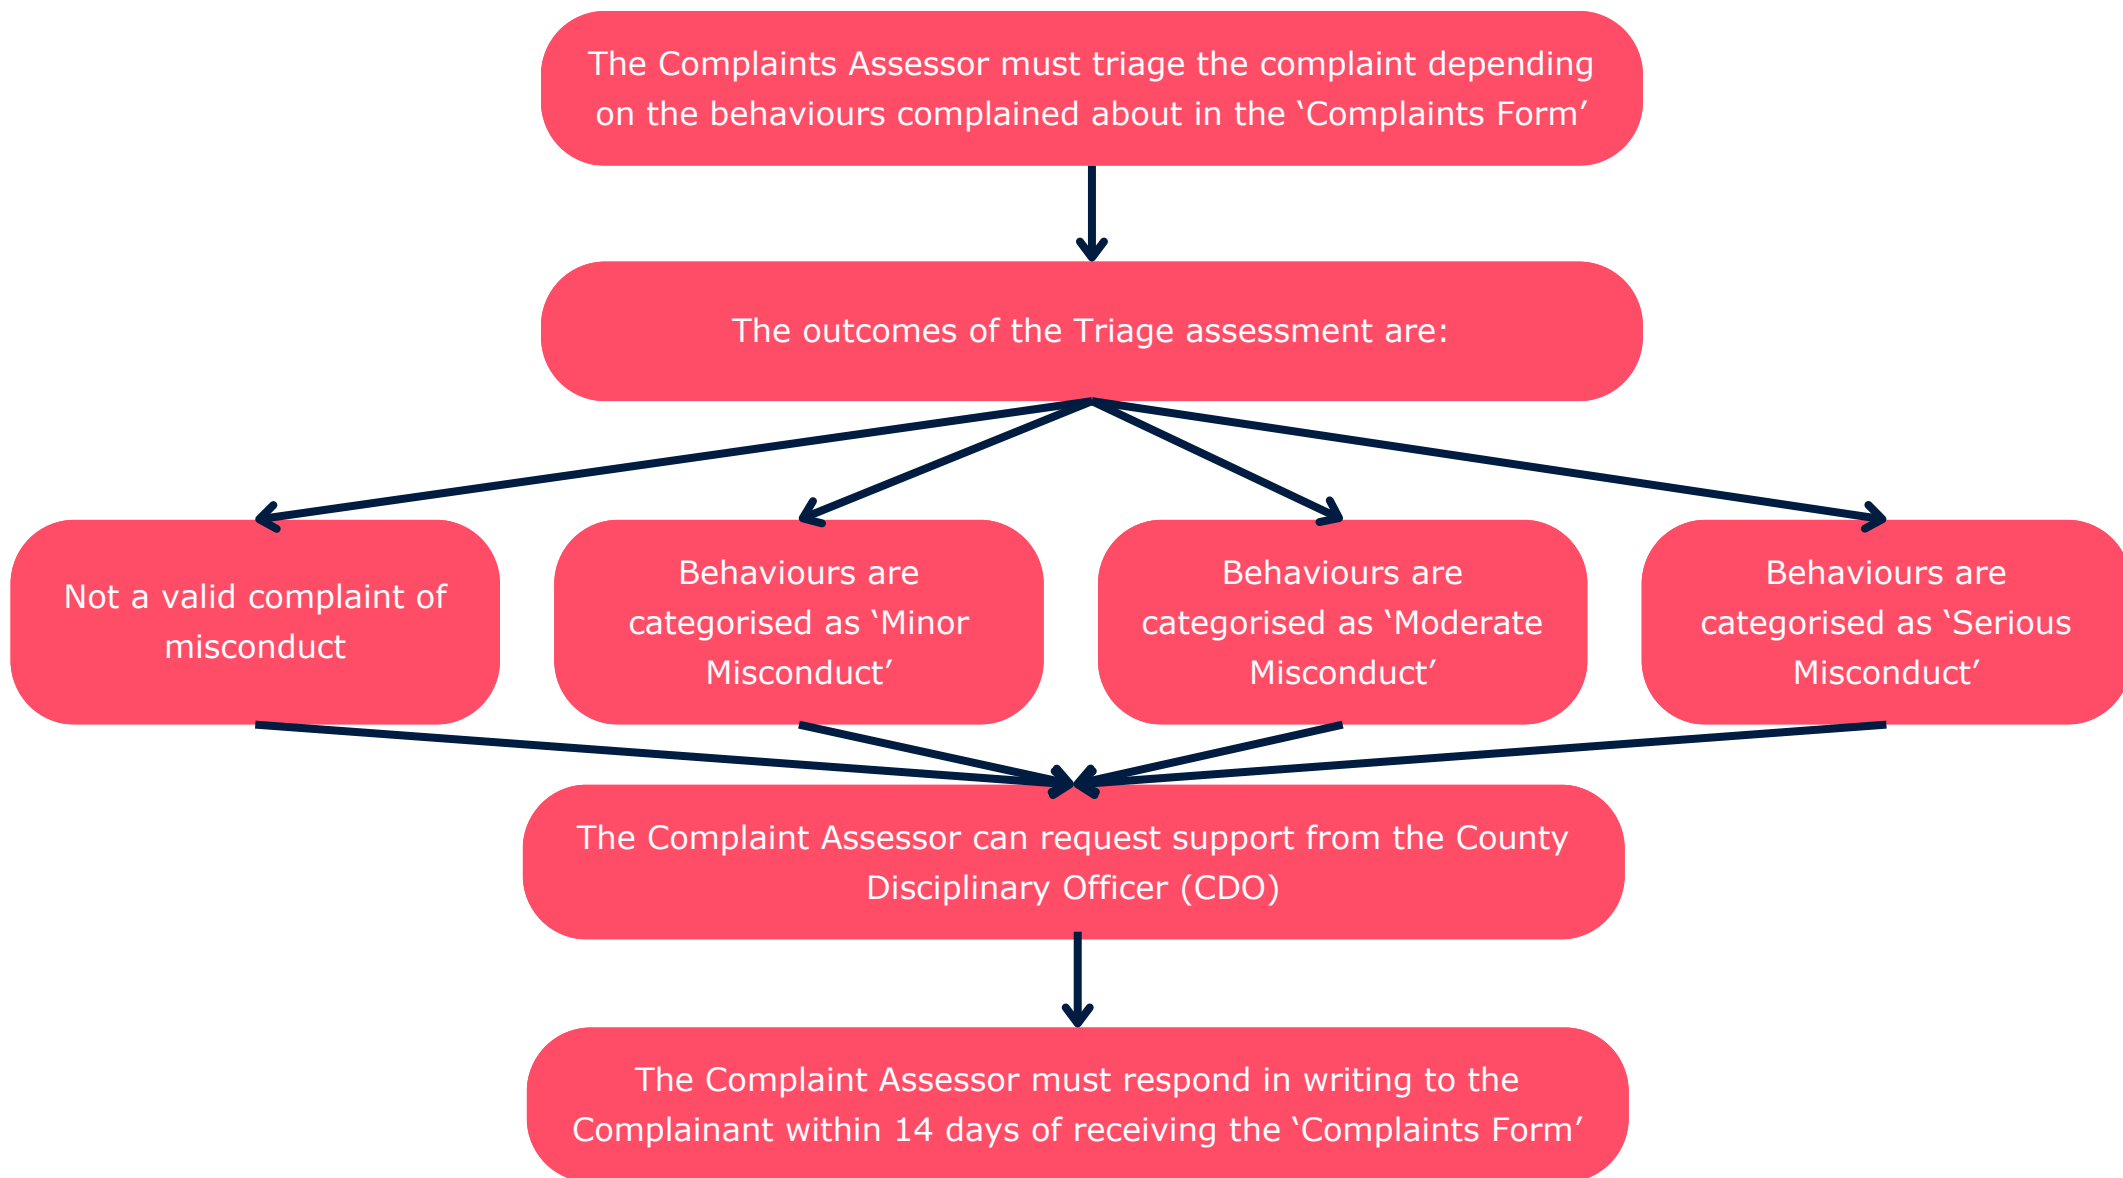 The Complaints Assessor must triage the complaint depending
on the behaviours complained about in the ‘Complaints Form’
The outcomes of the Triage assessment are:
Not a valid complaint of
misconduct
Behaviours are
categorised as ‘Minor
Misconduct’
Behaviours are
categorised as ‘Moderate
Misconduct’
Behaviours are
categorised as ‘Serious
Misconduct’
The Complaint Assessor can request support from the County
Disciplinary Officer (CDO)
The Complaint Assessor must respond in writing to the
Complainant within 14 days of receiving the ‘Complaints Form’